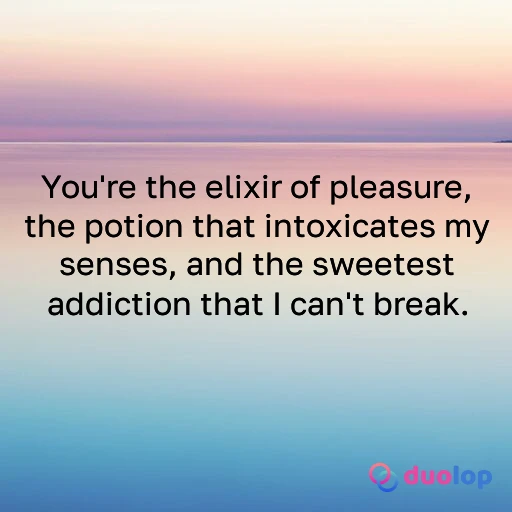 You're the elixir of pleasure,
the potion that intoxicates my
senses, and the sweetest
addiction that I can't break.
duolop